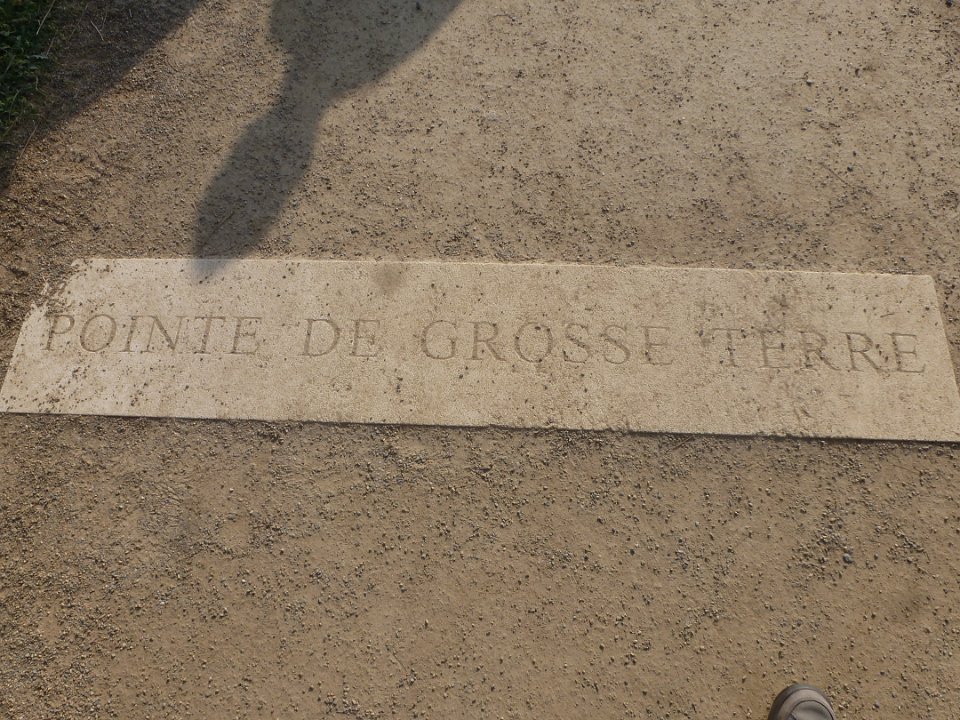 POINTE DE GROSSE TERRE